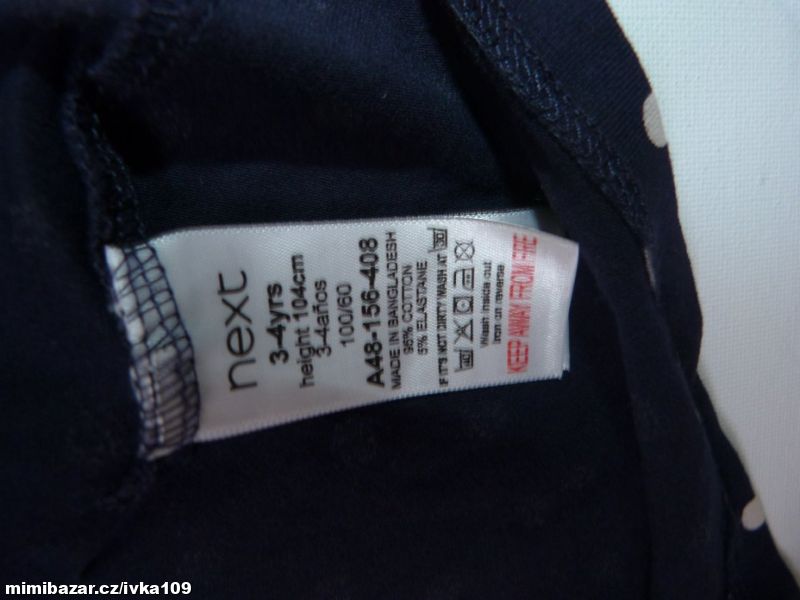 next
3-4yrs
height 104cm
3-4años
100/60
A48-156-408
MADE IN BANGLADESH
95% COTTON
5% ELASTANE
IF IT'S NOT DIRTY WASH AT 30
Wash inside out
Iron on reverse
KEEP AWAY FROM FIRE
mimibazar.cz/ivka109